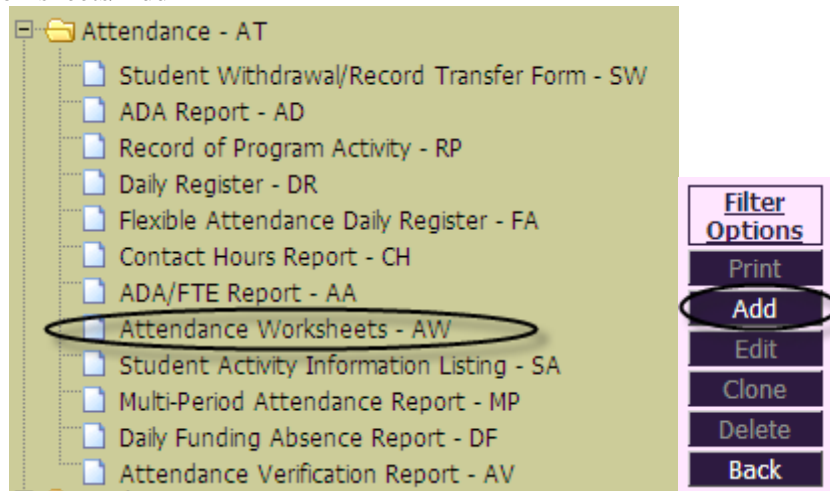 Attendance - AT
Student Withdrawal/Record Transfer Form - SW
ADA Report - AD
Record of Program Activity - RP
Daily Register - DR
Flexible Attendance Daily Register - FA
Contact Hours Report - CH
ADA/FTE Report - AA
Attendance Worksheets - AW
Student Activity Information Listing - SA
Multi-Period Attendance Report - MP
Daily Funding Absence Report - DF
Attendance Verification Report - AV
Filter
Options
Print
Add
Edit
Clone
Delete
Back